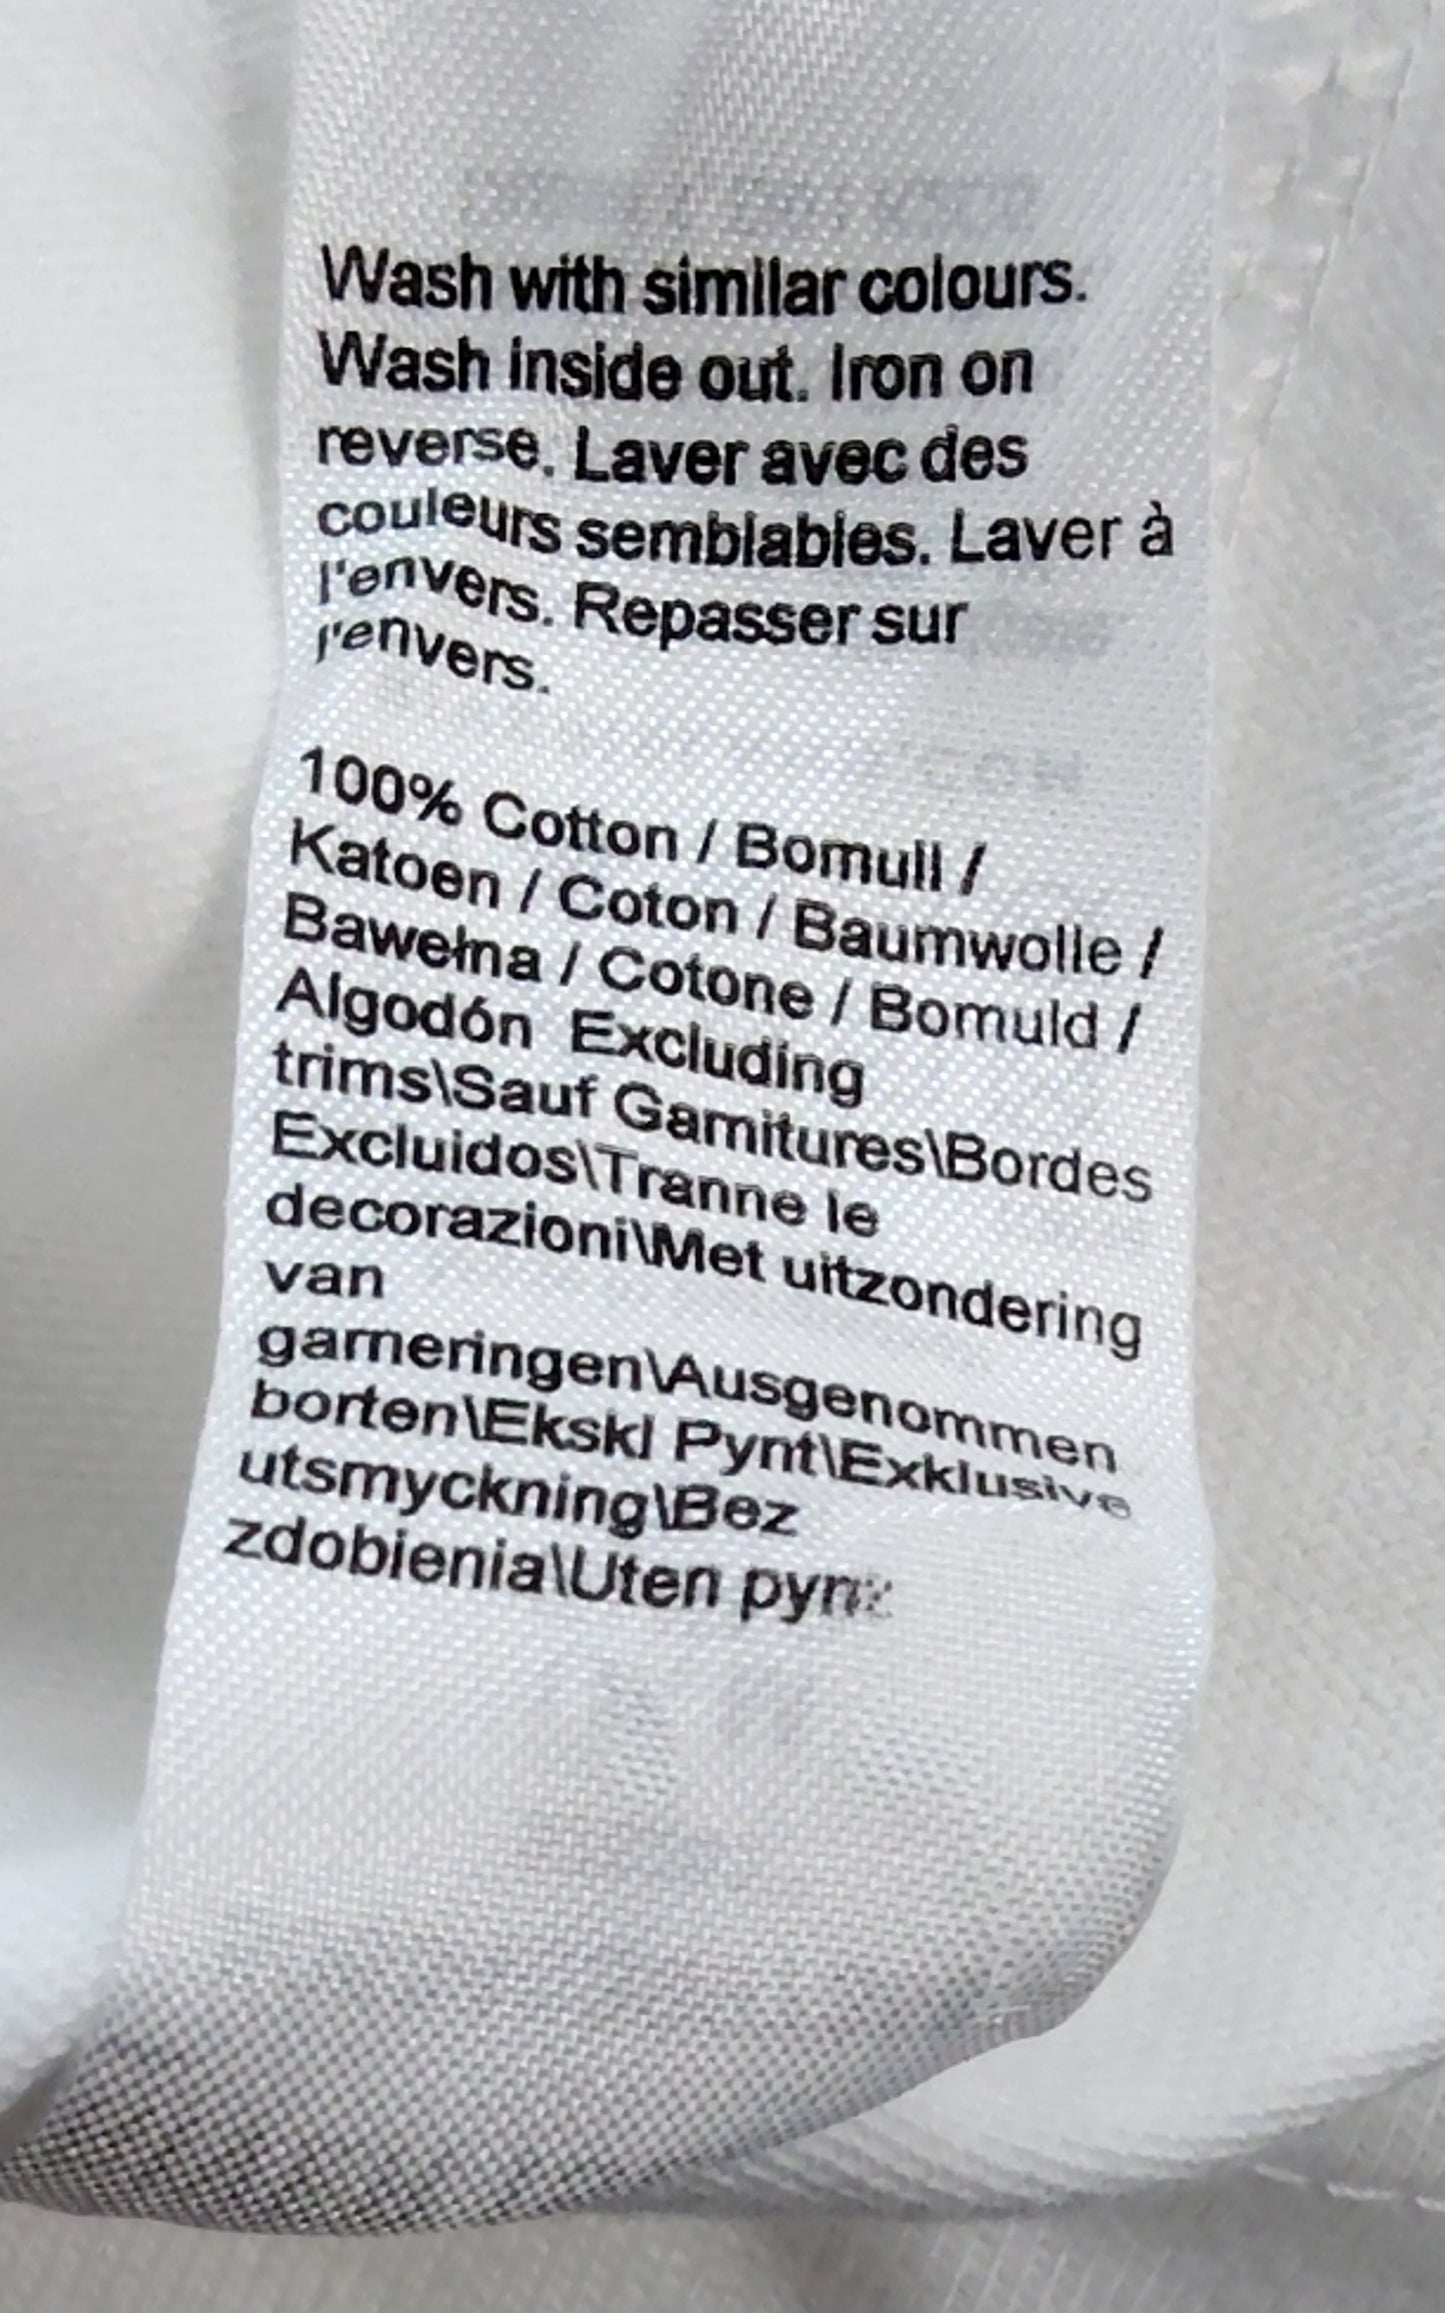 Wash with similar colours.
Wash inside out. Iron on
reverse. Laver avec des
couleurs semblables. Laver à
l'envers. Repasser sur
l'envers.
100% Cotton / Bomull /
Katoen / Coton / Baumwolle /
Bawełna / Cotone / Bomuld /
Algodón Excluding
trims\Sauf Garnitures\Bordes
Excluidos\Tranne le
decorazioni\Met uitzondering
van
garneringen\Ausgenommen
borten\Ekskl Pynt\Exklusive
utsmyckning\Bez
zdobienia\Uten